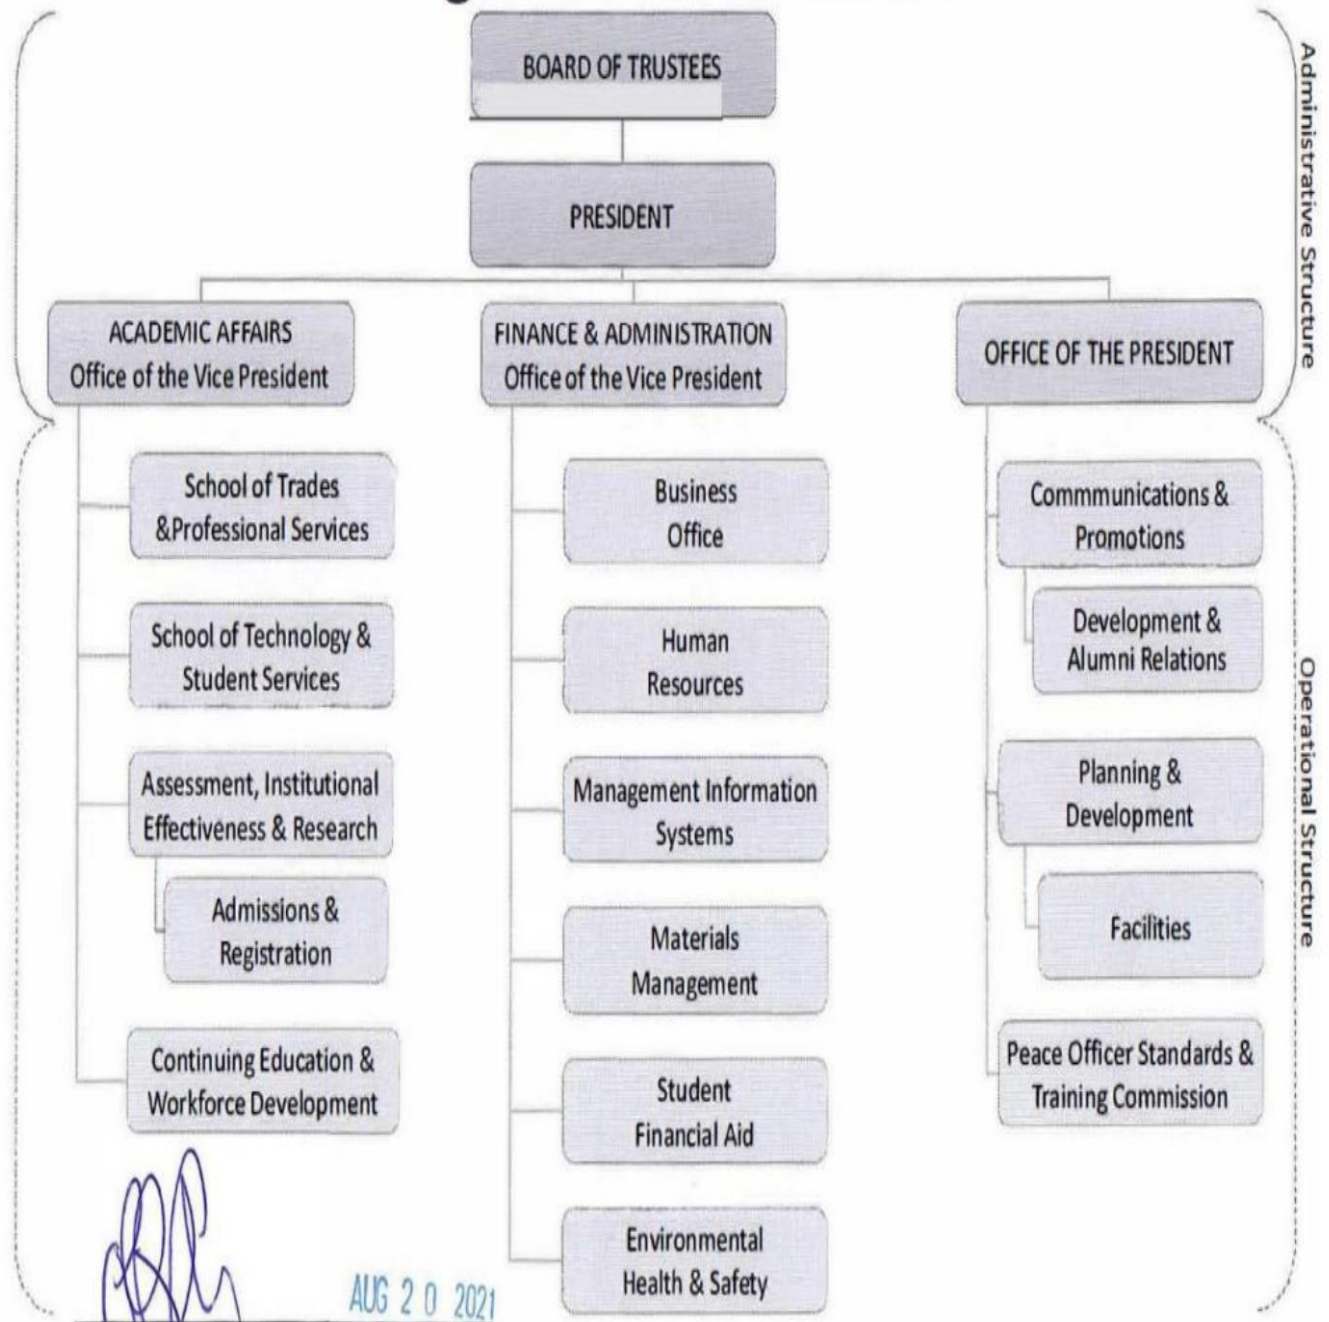 BOARD OF TRUSTEES
PRESIDENT
ACADEMIC AFFAIRS
Office of the Vice President
FINANCE & ADMINISTRATION
Office of the Vice President
OFFICE OF THE PRESIDENT
School of Trades
&Professional Services
School of Technology &
Student Services
Assessment, Institutional
Effectiveness & Research
Admissions &
Registration
Continuing Education &
Workforce Development
Business
Office
Human
Resources
Management Information
Systems
Materials
Management
Student
Financial Aid
Environmental
Health & Safety
Commmunications &
Promotions
Development &
Alumni Relations
Planning &
Development
Facilities
Peace Officer Standards &
Training Commission
Administrative Structure
Operational Structure
AUG 20 2021